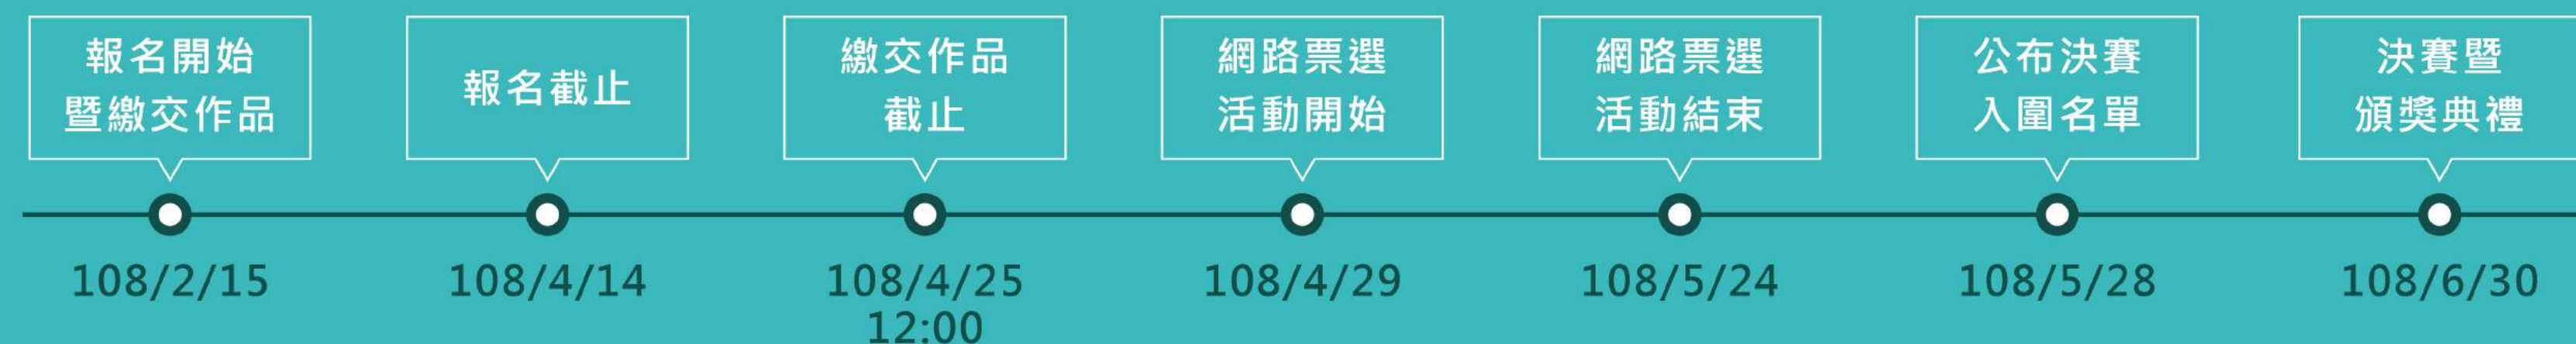 報名開始
暨繳交作品
報名截止
繳交作品
截止
網路票選
活動開始
網路票選
活動結束
公布決賽
入圍名單
決賽暨
頒獎典禮
108/2/15
108/4/14
108/4/25
12:00
108/4/29
108/5/24
108/5/28
108/6/30